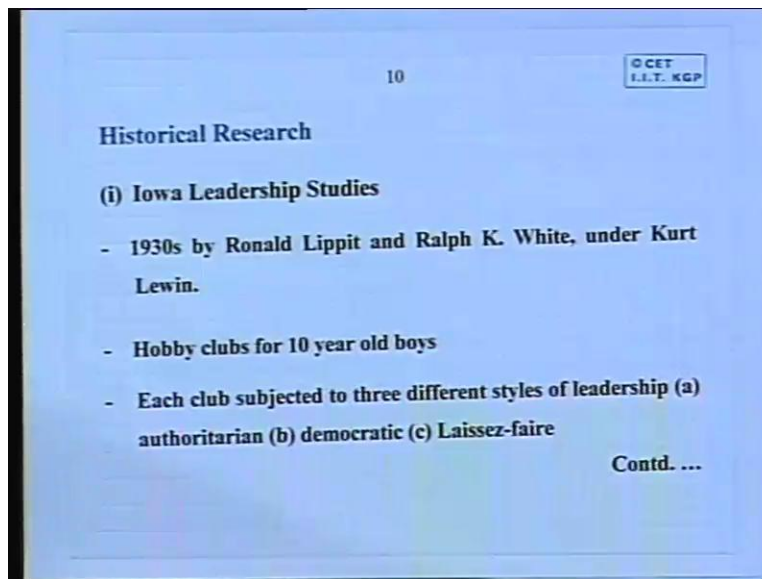 10
© CET
I.I.T. KGP
Historical Research
(i) Iowa Leadership Studies
- 1930s by Ronald Lippit and Ralph K. White, under Kurt
Lewin.
- Hobby clubs for 10 year old boys
- Each club subjected to three different styles of leadership (a)
authoritarian (b) democratic (c) Laissez-faire
Contd. ...